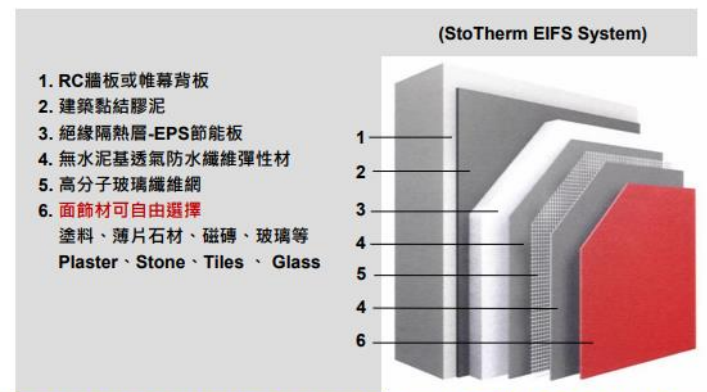 (StoTherm EIFS System)
1. RC牆板或帷幕背板
2. 建築黏結膠泥
3. 絕緣隔熱層-EPS節能板
4. 無水泥基透氣防水纖維彈性材
5. 高分子玻璃纖維網
6. 面飾材可自由選擇
塗料、薄片石材、磁磚、玻璃等
Plaster、Stone、Tiles 、 Glass
1
2
3
4
5
4
6